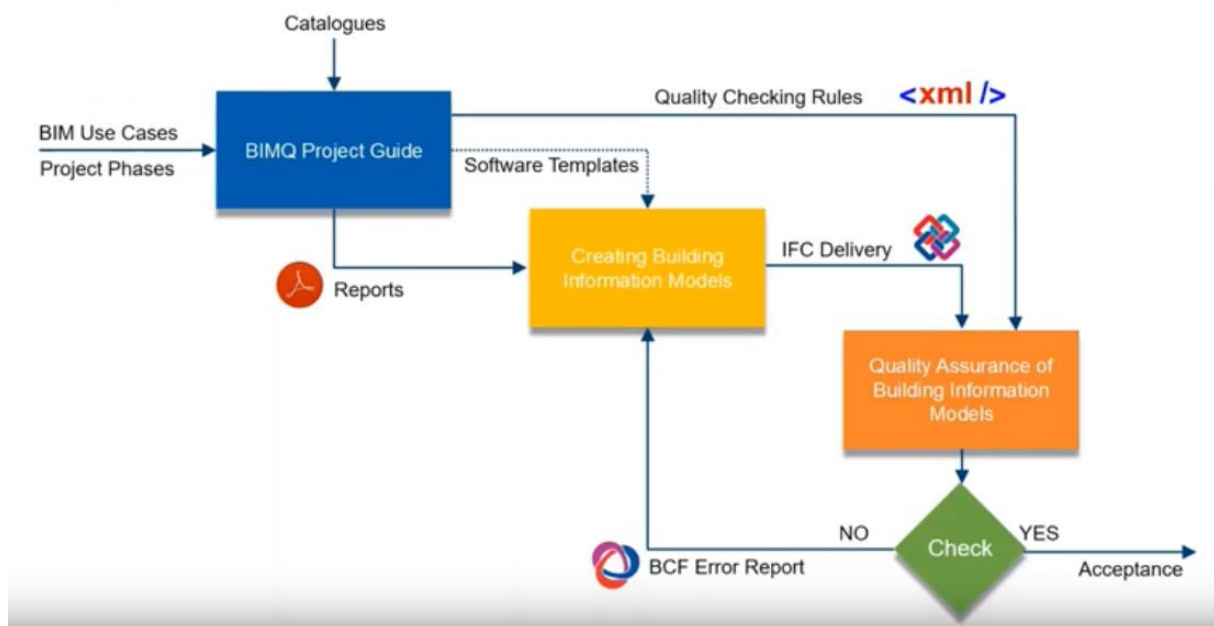 Catalogues
Quality Checking Rules
<xml />
BIM Use Cases
Project Phases
BIMQ Project Guide
Software Templates
Creating Building
Information Models
IFC Delivery
Reports
Quality Assurance of
Building Information
Models
NO
YES
Check
BCF Error Report
Acceptance